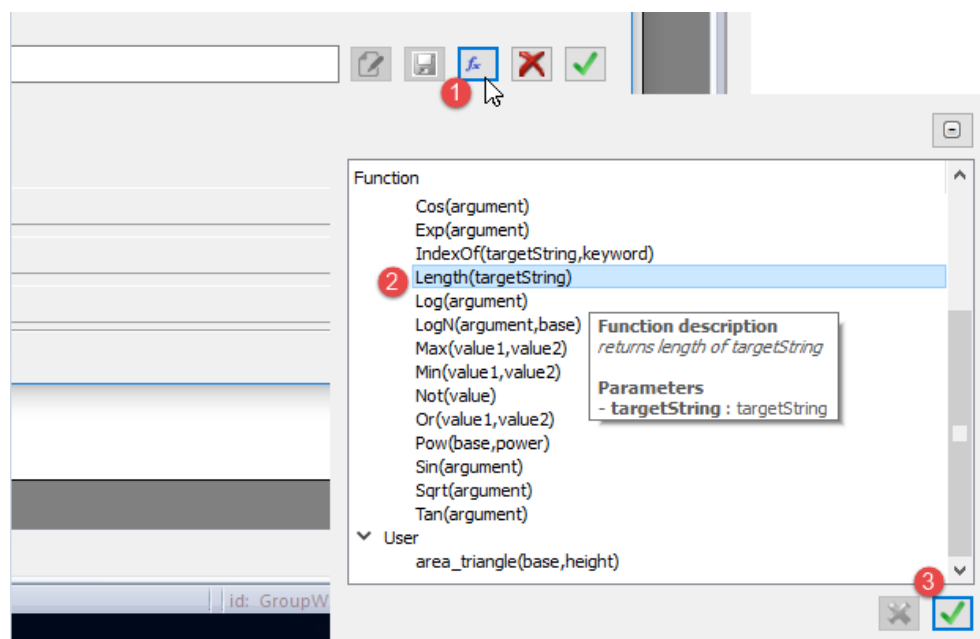 fx
1
Function
Cos(argument)
Exp(argument)
IndexOf(targetString,keyword)
2
Length(targetString)
Log(argument)
LogN(argument,base)
Max(value1,value2)
Min(value1,value2)
Not(value)
Or(value1,value2)
Pow(base,power)
Sin(argument)
Sqrt(argument)
Tan(argument)
User
area_triangle(base,height)
Function description
returns length of targetString
Parameters
- targetString : targetString
3
id: GroupW